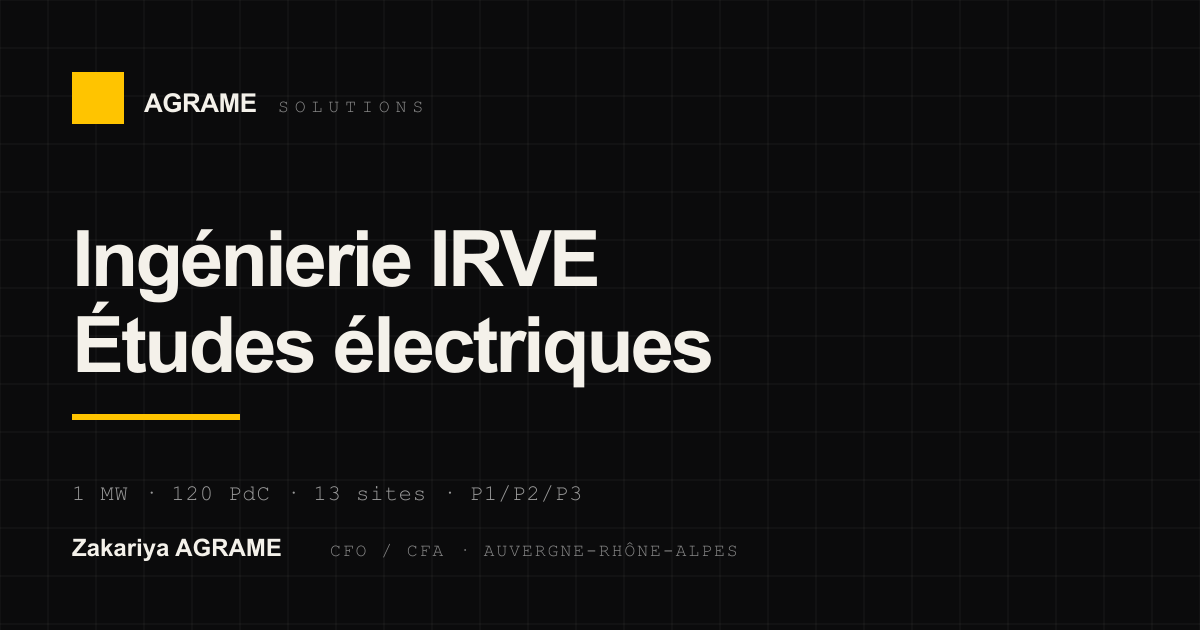 AGRAME SOLUTIONS
Ingénierie IRVE
Études électriques
1 MW · 120 PdC · 13 sites · P1/P2/P3
Zakariya AGRAME CFO / CFA · AUVERGNE-RHÔNE-ALPES